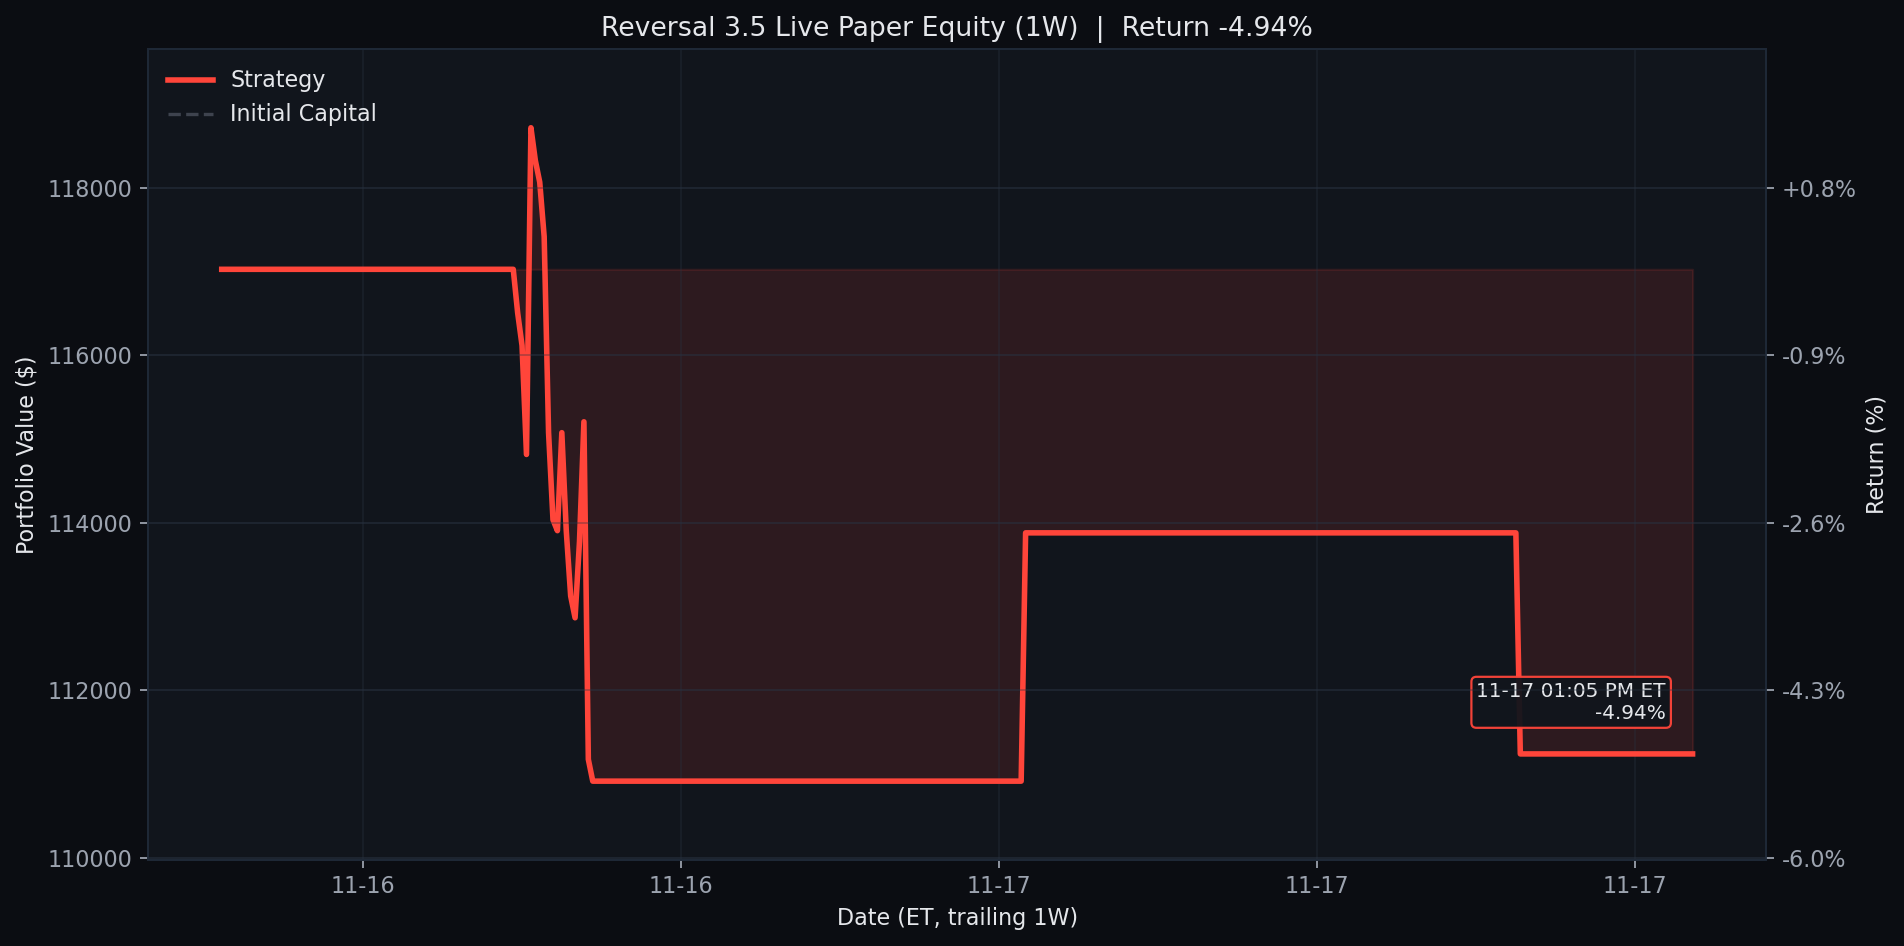 Reversal 3.5 Live Paper Equity (1W)  |  Return -4.94%
Strategy
Initial Capital
118000
116000
114000
112000
110000
Portfolio Value ($)
+0.8%
-0.9%
-2.6%
-4.3%
-6.0%
Return (%)
11-17 01:05 PM ET
-4.94%
11-16
11-16
11-17
11-17
11-17
Date (ET, trailing 1W)